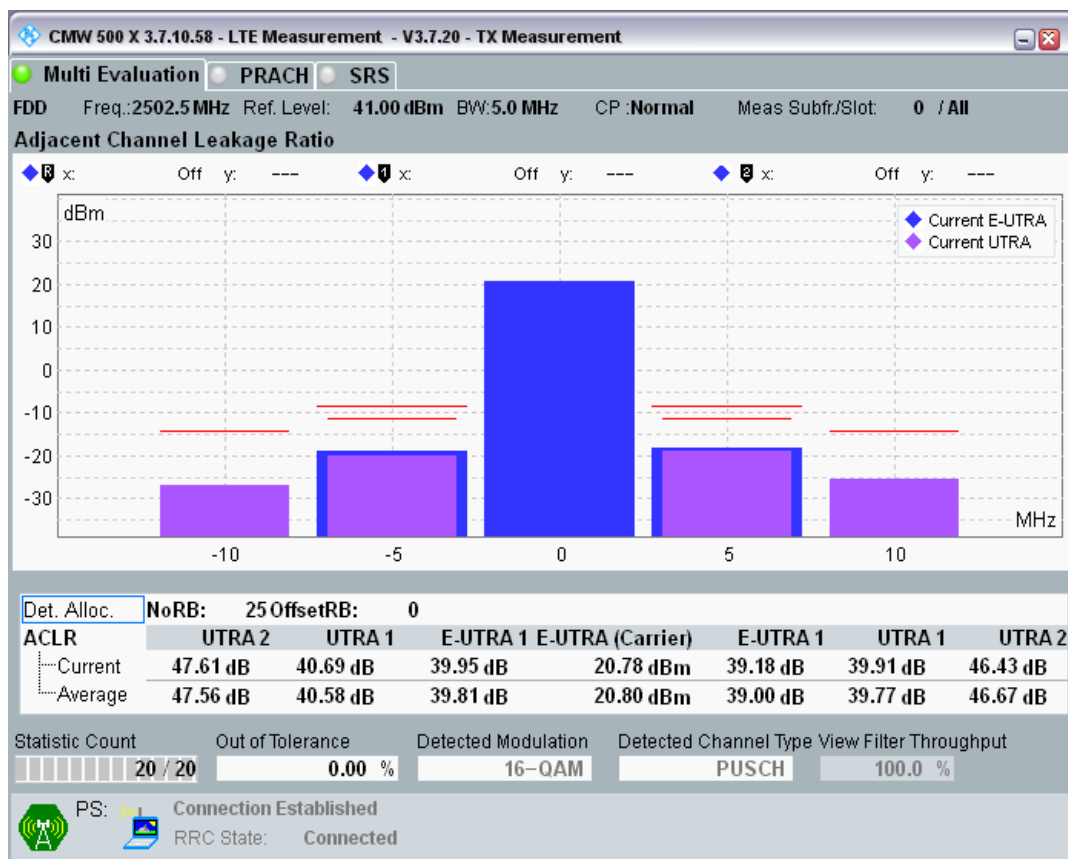 CMW 500 X 3.7.10.58 - LTE Measurement - V3.7.20 - TX Measurement
Multi Evaluation PRACH SRS
FDD Freq.:2502.5 MHz Ref. Level: 41.00 dBm BW:5.0 MHz CP :Normal Meas Subfr./Slot: 0 / All
Adjacent Channel Leakage Ratio
R x: Off y: --- 1 x: Off y: --- 2 x: Off y: ---
dBm
Current E-UTRA
Current UTRA
30
20
10
0
-10
-20
-30
MHz
-10 -5 0 5 10
Det. Alloc. NoRB: 25 OffsetRB: 0
ACLR UTRA 2 UTRA 1 E-UTRA 1 E-UTRA (Carrier) E-UTRA 1 UTRA 1 UTRA 2
Current 47.61 dB 40.69 dB 39.95 dB 20.78 dBm 39.18 dB 39.91 dB 46.43 dB
Average 47.56 dB 40.58 dB 39.81 dB 20.80 dBm 39.00 dB 39.77 dB 46.67 dB
Statistic Count Out of Tolerance Detected Modulation Detected Channel Type View Filter Throughput
20 / 20 0.00 % 16-QAM PUSCH 100.0 %
PS: Connection Established
RRC State: Connected